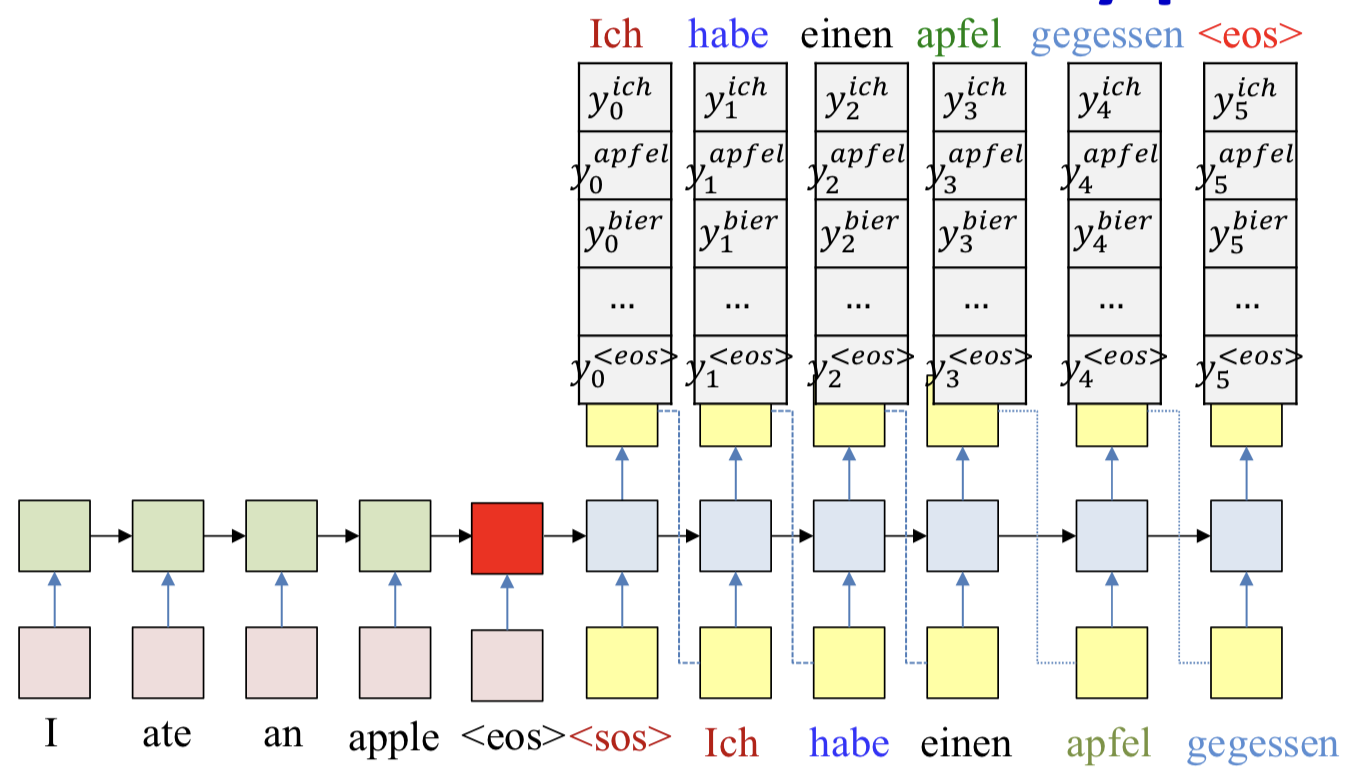 Ich habe einen apfel gegessen <eos>
y_0^{ich} y_1^{ich} y_2^{ich} y_3^{ich} y_4^{ich} y_5^{ich}
y_0^{apfel} y_1^{apfel} y_2^{apfel} y_3^{apfel} y_4^{apfel} y_5^{apfel}
y_0^{bier} y_1^{bier} y_2^{bier} y_3^{bier} y_4^{bier} y_5^{bier}
... ... ... ... ... ...
y_0^{<eos>} y_1^{<eos>} y_2^{<eos>} y_3^{<eos>} y_4^{<eos>} y_5^{<eos>}
I ate an apple <eos> <sos> Ich habe einen apfel gegessen